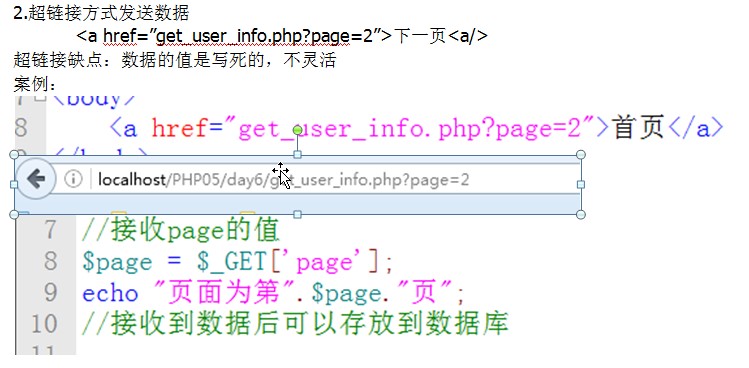 2.超链接方式发送数据
<a href=”get_user_info.php?page=2”>下一页<a/>
超链接缺点：数据的值是写死的，不灵活
案例：
7 <body>
8 <a href="get_user_info.php?page=2">首页</a>
localhost/PHP05/day6/get_user_info.php?page=2
7 //接收page的值
8 $page = $_GET['page'];
9 echo "页面为第".$page."页";
10 //接收到数据后可以存放到数据库
11